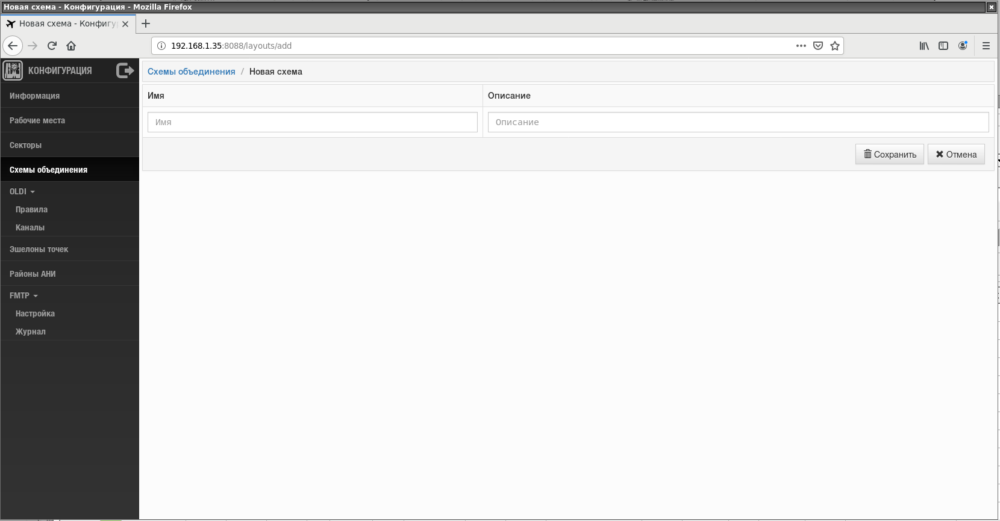 Новая схема - Конфигурация - Mozilla Firefox
Новая схема - Конфигу
192.168.1.35:8088/layouts/add
КОНФИГУРАЦИЯ
Информация
Рабочие места
Секторы
Схемы объединения
OLDI
Правила
Каналы
Эшелоны точек
Районы АНИ
FMTP
Настройка
Журнал
Схемы объединения / Новая схема
Имя Описание
Имя Описание
Сохранить Отмена